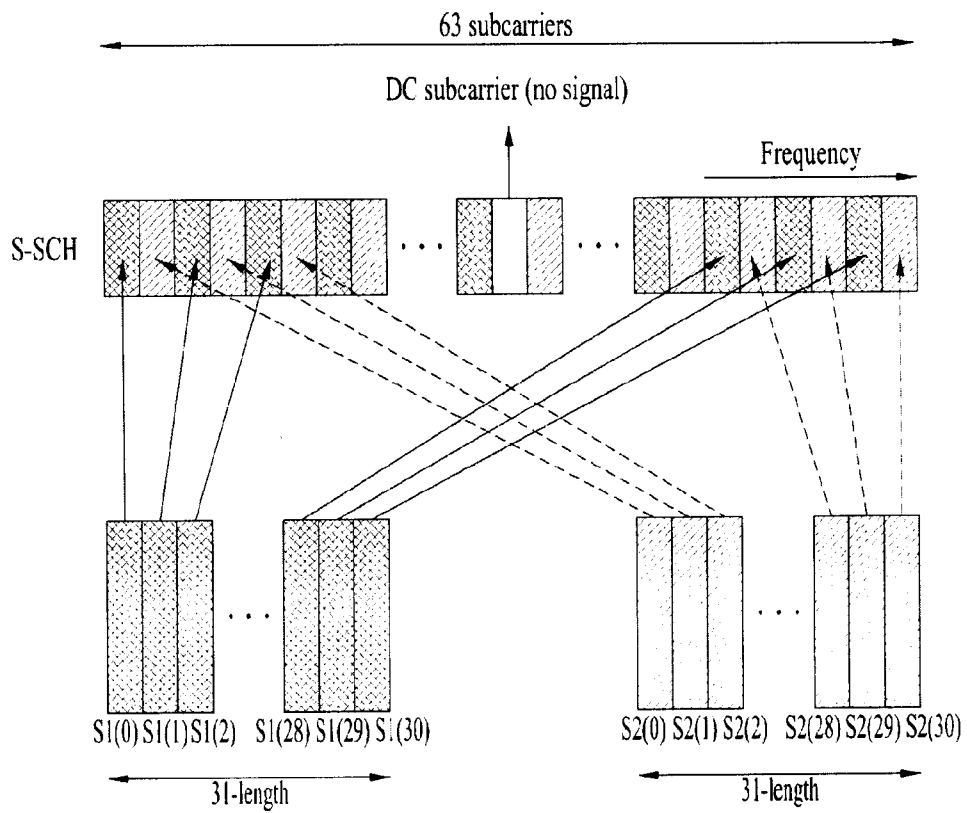 63 subcarriers
DC subcarrier (no signal)
Frequency
S-SCH
S1(0) S1(1) S1(2) S1(28) S1(29) S1(30) S2(0) S2(1) S2(2) S2(28) S2(29) S2(30)
31-length 31-length